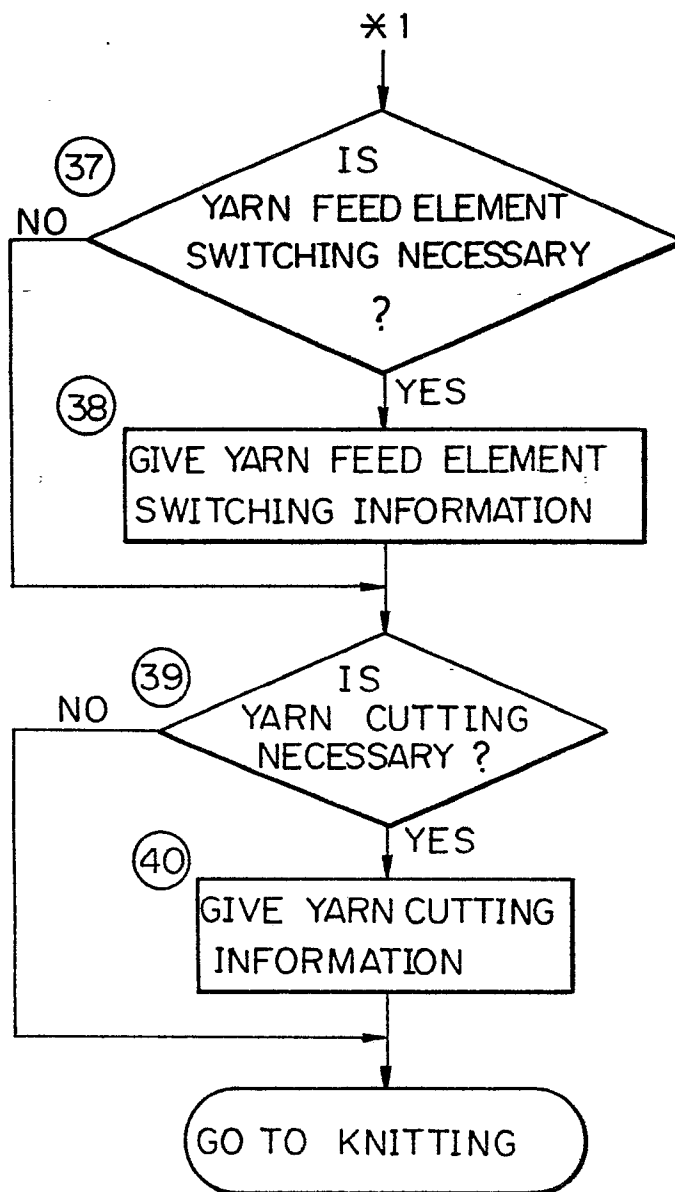 *1
37
IS
YARN FEED ELEMENT
SWITCHING NECESSARY
?
NO
YES
38
GIVE YARN FEED ELEMENT
SWITCHING INFORMATION
39
IS
YARN CUTTING
NECESSARY ?
NO
YES
40
GIVE YARN CUTTING
INFORMATION
GO TO KNITTING